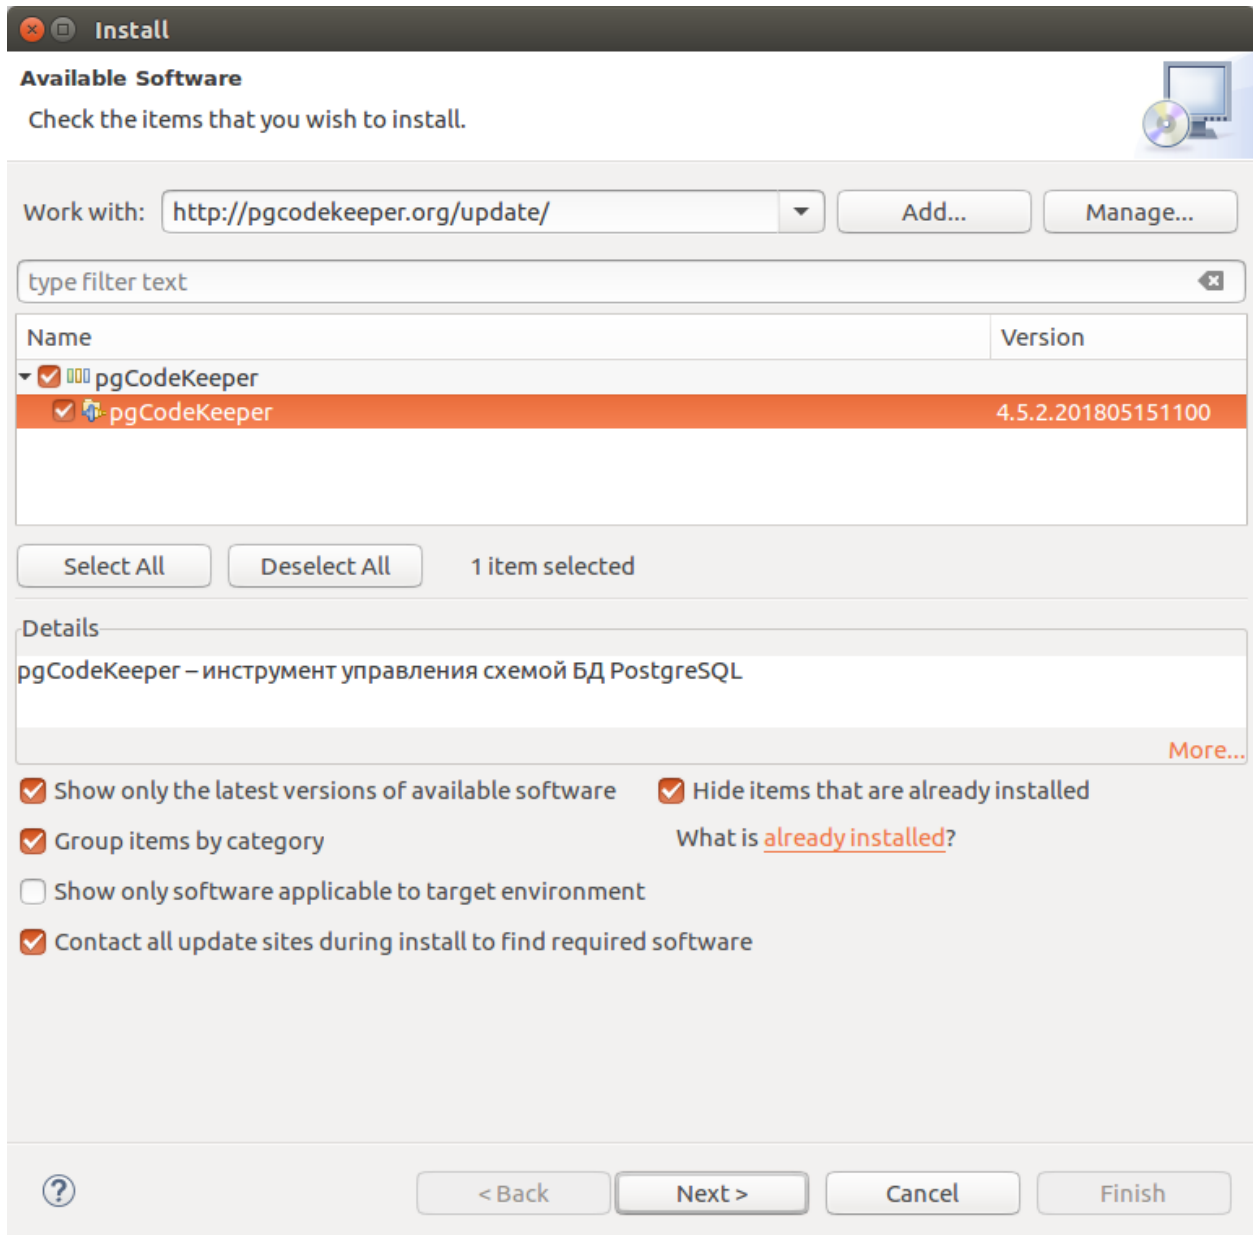 Install
Available Software
Check the items that you wish to install.
Work with: http://pgcodekeeper.org/update/ Add... Manage...
type filter text
Name Version
pgCodeKeeper
pgCodeKeeper 4.5.2.201805151100
Select All Deselect All 1 item selected
Details
pgCodeKeeper – инструмент управления схемой БД PostgreSQL
More...
Show only the latest versions of available software Hide items that are already installed
Group items by category What is already installed?
Show only software applicable to target environment
Contact all update sites during install to find required software
? < Back Next > Cancel Finish